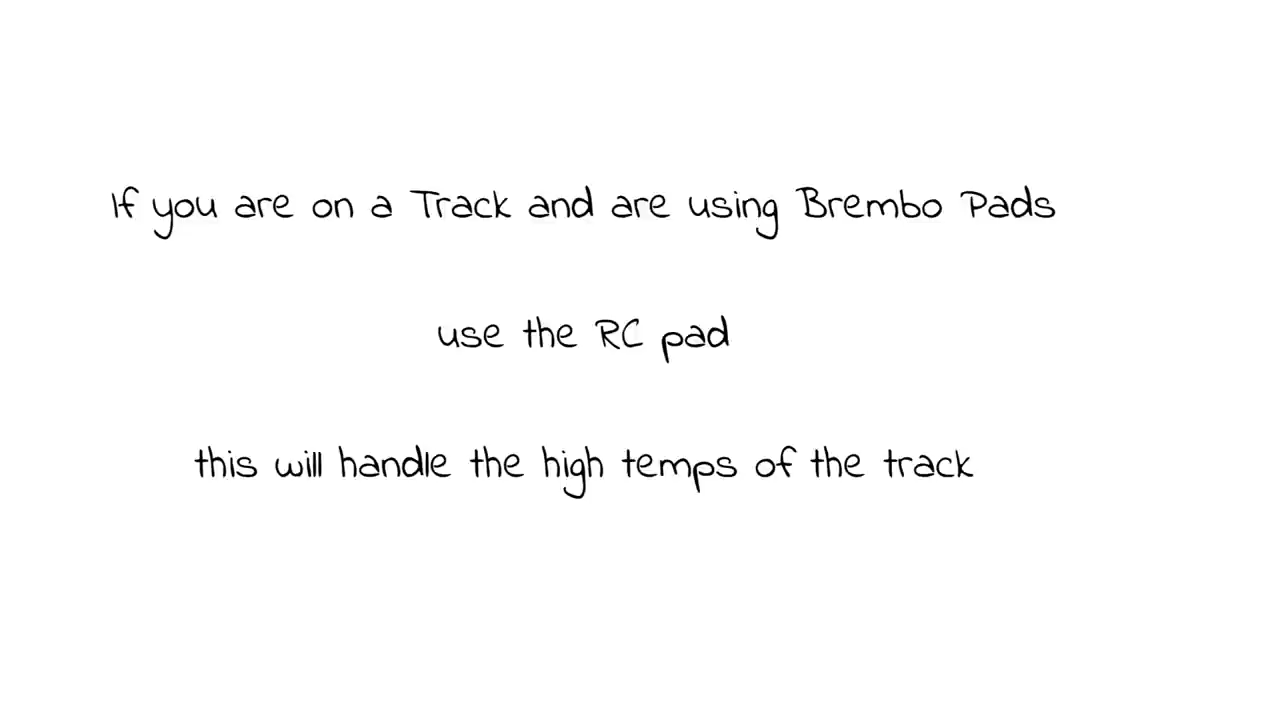 If you are on a Track and are using Brembo Pads
use the RC pad
this will handle the high temps of the track